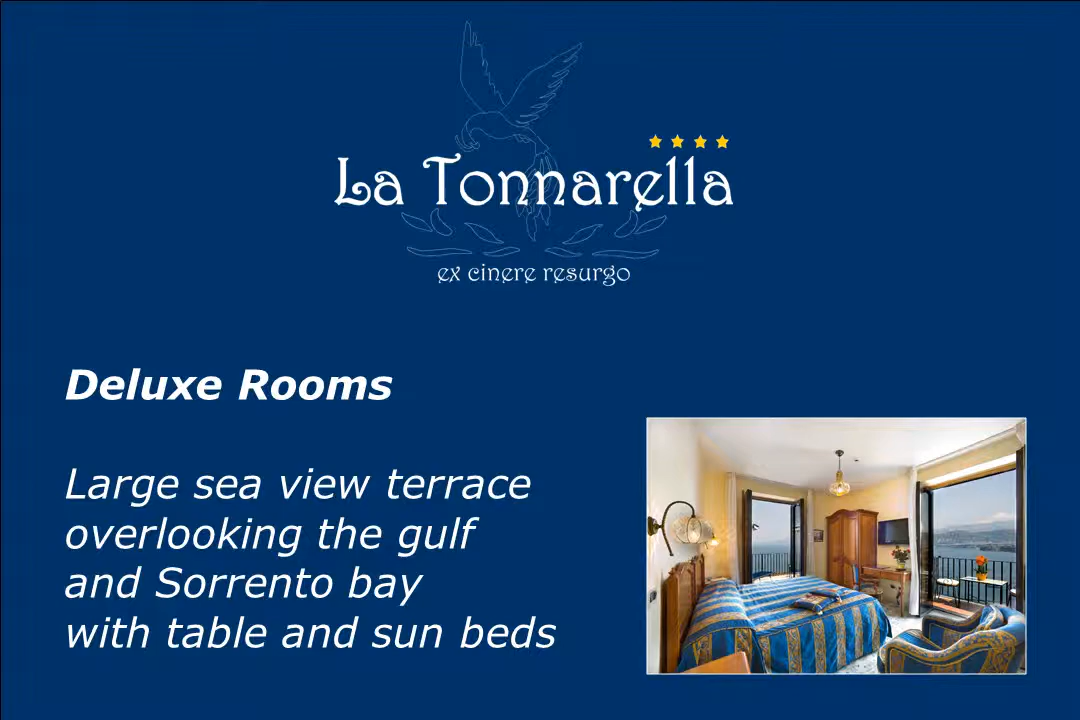 La Tonnarella
ex cinere resurgo
Deluxe Rooms
Large sea view terrace
overlooking the gulf
and Sorrento bay
with table and sun beds